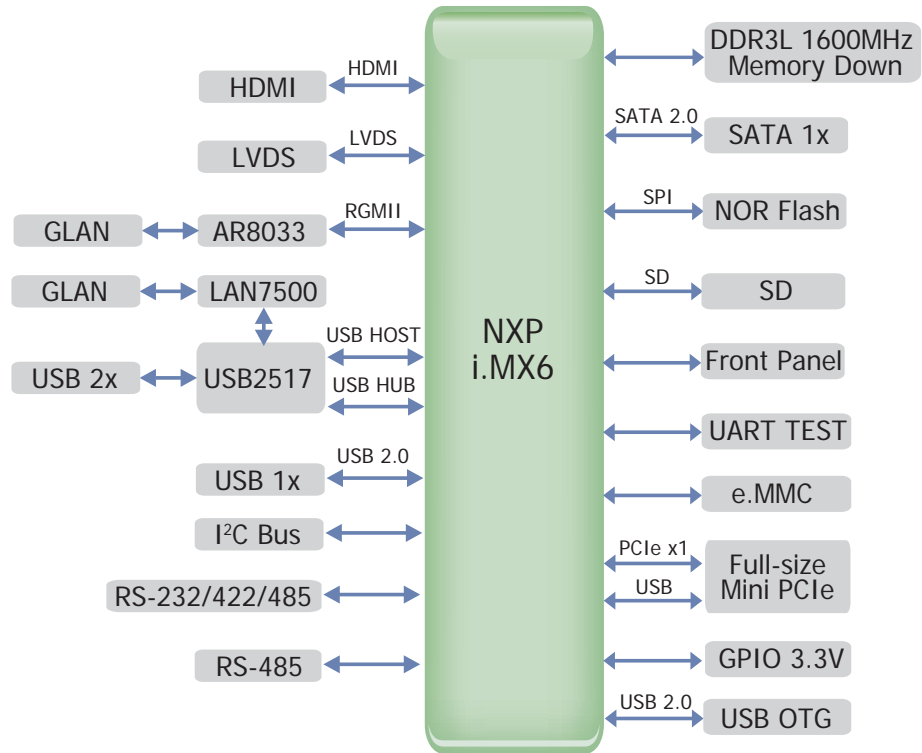 HDMI
HDMI
LVDS
LVDS
GLAN
AR8033
RGMII
GLAN
LAN7500
USB 2x
USB2517
USB HOST
USB HUB
USB 1x
USB 2.0
I²C Bus
RS-232/422/485
RS-485
NXP
i.MX6
DDR3L 1600MHz
Memory Down
SATA 2.0
SATA 1x
SPI
NOR Flash
SD
SD
Front Panel
UART TEST
e.MMC
PCIe x1
USB
Full-size
Mini PCIe
GPIO 3.3V
USB 2.0
USB OTG